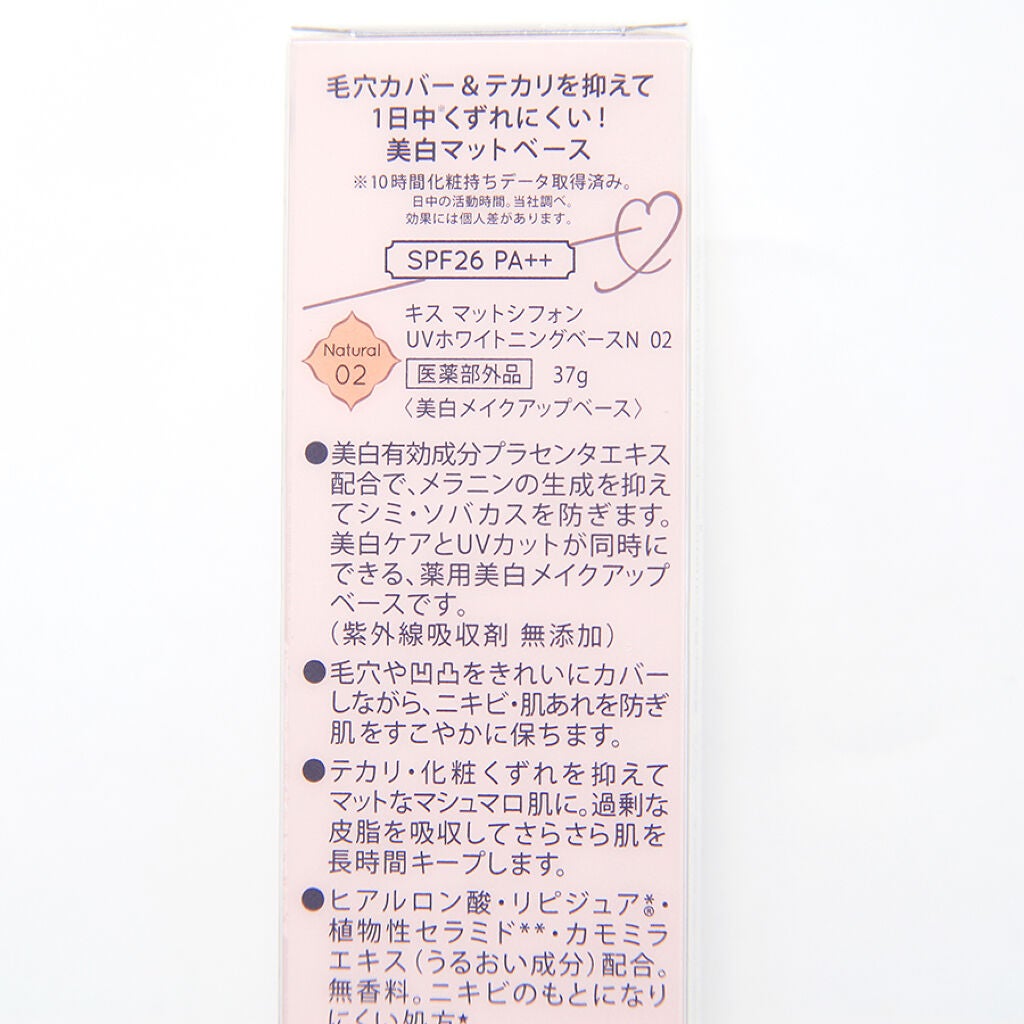 毛穴カバー&テカリを抑えて
1日中※くずれにくい!
美白マットベース
※10時間化粧持ちデータ取得済み。
日中の活動時間。当社調べ。
効果には個人差があります。
SPF26 PA++
Natural
02
キス マットシフォン
UVホワイトニングベースN 02
医薬部外品 37g
〈美白メイクアップベース〉
●美白有効成分プラセンタエキス
配合で、メラニンの生成を抑え
てシミ・ソバカスを防ぎます。
美白ケアとUVカットが同時に
できる、薬用美白メイクアップ
ベースです。
(紫外線吸収剤 無添加)
●毛穴や凹凸をきれいにカバー
しながら、ニキビ・肌あれを防ぎ
肌をすこやかに保ちます。
●テカリ・化粧くずれを抑えて
マットなマシュマロ肌に。過剰な
皮脂を吸収してさらさら肌を
長時間キープします。
●ヒアルロン酸・リピジュア®*・
植物性セラミド**・カモミラ
エキス(うるおい成分)配合。
無香料。ニキビのもとになり
にくい処方*